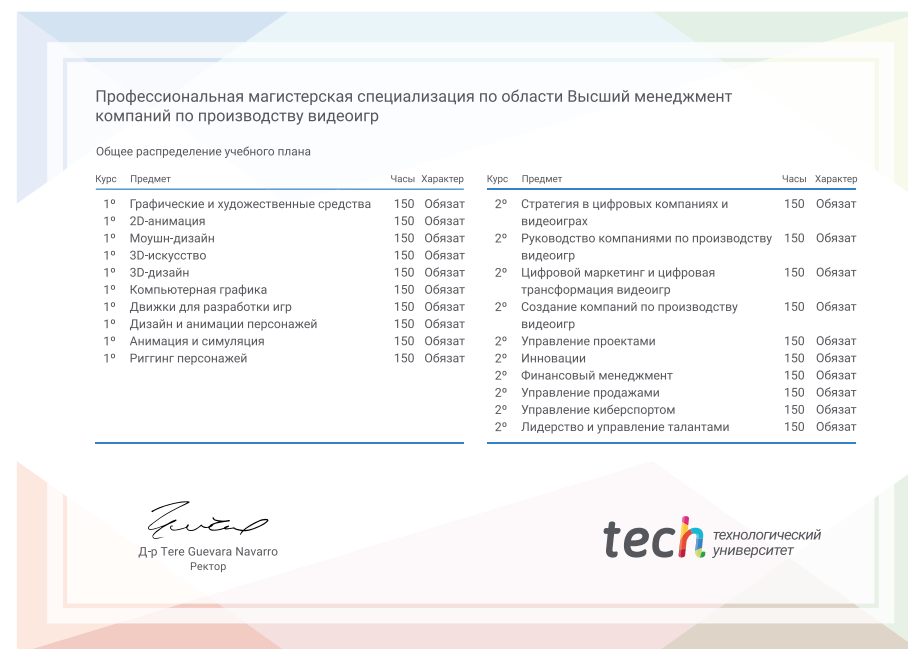 Профессиональная магистерская специализация по области Высший менеджмент
компаний по производству видеоигр
Общее распределение учебного плана
Курс Предмет Часы Характер
1º Графические и художественные средства 150 Обязат
1º 2D-анимация 150 Обязат
1º Моушн-дизайн 150 Обязат
1º 3D-искусство 150 Обязат
1º 3D-дизайн 150 Обязат
1º Компьютерная графика 150 Обязат
1º Движки для разработки игр 150 Обязат
1º Дизайн и анимации персонажей 150 Обязат
1º Анимация и симуляция 150 Обязат
1º Риггинг персонажей 150 Обязат
Курс Предмет Часы Характер
2º Стратегия в цифровых компаниях и 150 Обязат
видеоиграх
2º Руководство компаниями по производству 150 Обязат
видеоигр
2º Цифровой маркетинг и цифровая 150 Обязат
трансформация видеоигр
2º Создание компаний по производству 150 Обязат
видеоигр
2º Управление проектами 150 Обязат
2º Инновации 150 Обязат
2º Финансовый менеджмент 150 Обязат
2º Управление продажами 150 Обязат
2º Управление киберспортом 150 Обязат
2º Лидерство и управление талантами 150 Обязат
Д-р Tere Guevara Navarro
Ректор
tech технологический
университет